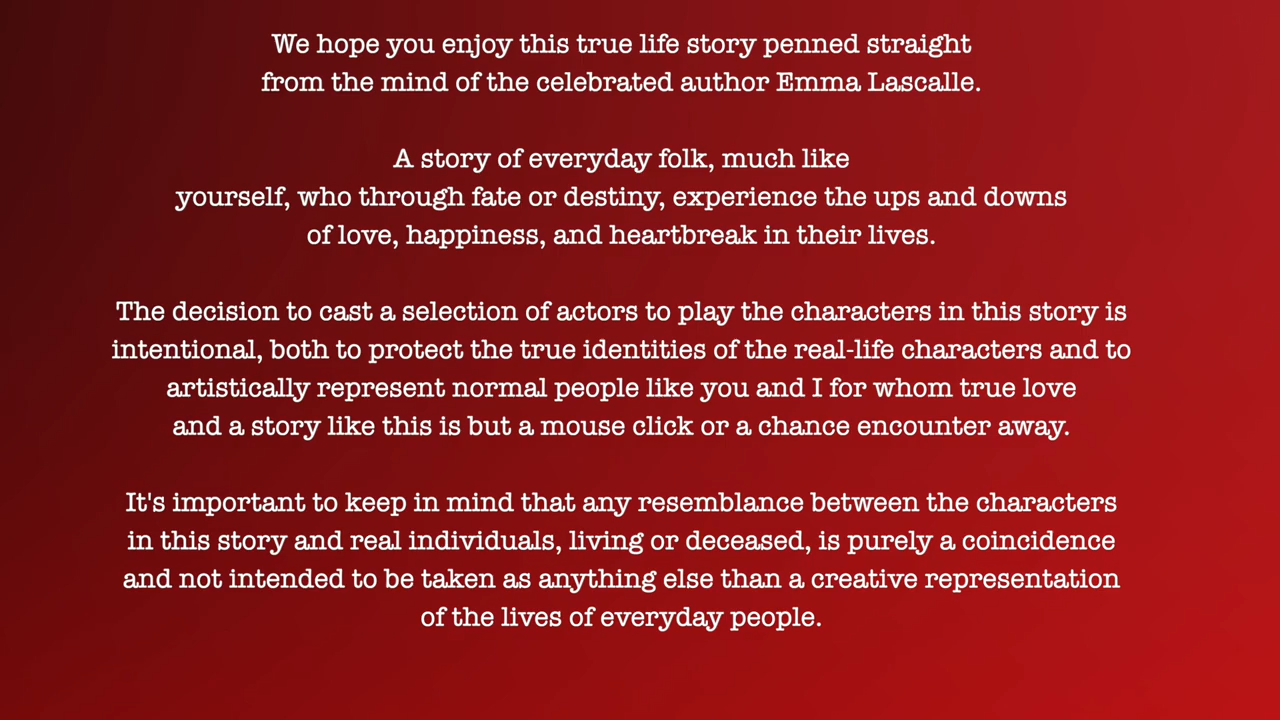 We hope you enjoy this true life story penned straight
from the mind of the celebrated author Emma Lascalle.
A story of everyday folk, much like
yourself, who through fate or destiny, experience the ups and downs
of love, happiness, and heartbreak in their lives.
The decision to cast a selection of actors to play the characters in this story is
intentional, both to protect the true identities of the real-life characters and to
artistically represent normal people like you and I for whom true love
and a story like this is but a mouse click or a chance encounter away.
It's important to keep in mind that any resemblance between the characters
in this story and real individuals, living or deceased, is purely a coincidence
and not intended to be taken as anything else than a creative representation
of the lives of everyday people.